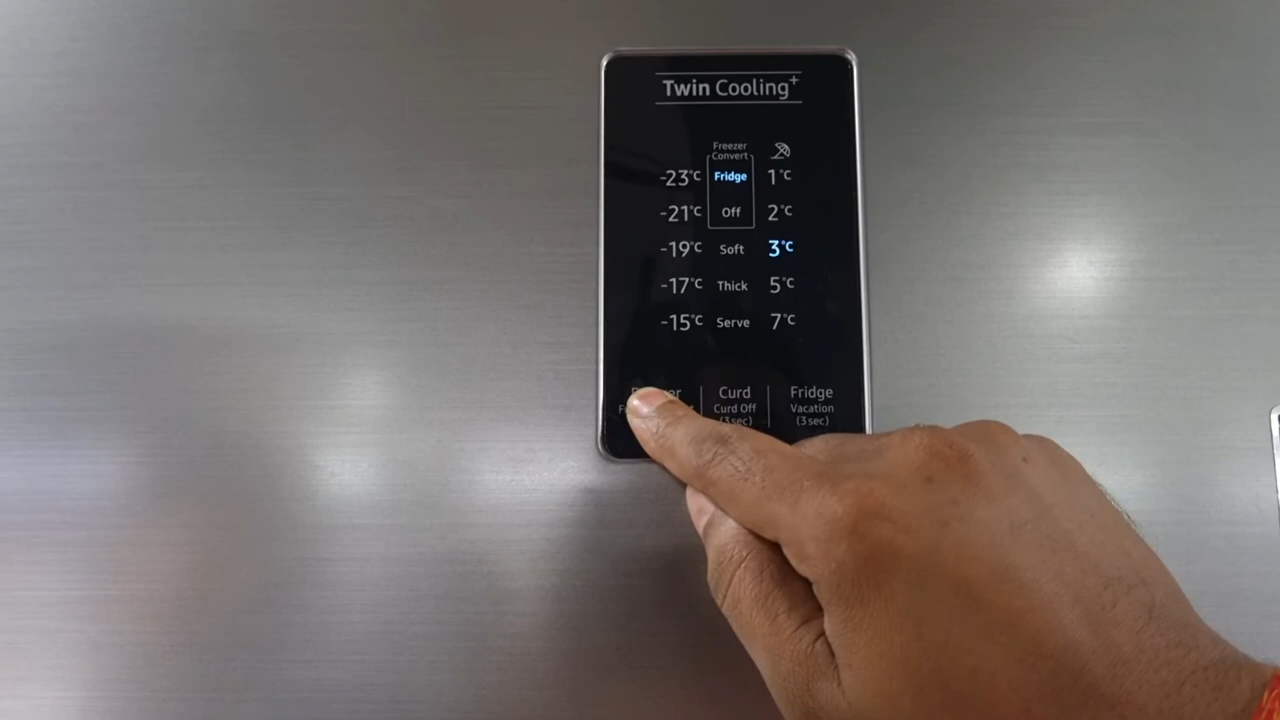 Twin Cooling+
Freezer
Convert
-23°C Fridge 1°C
-21°C Off 2°C
-19°C Soft 3°C
-17°C Thick 5°C
-15°C Serve 7°C
Curd Fridge
Curd Off Vacation
(3sec) (3sec)